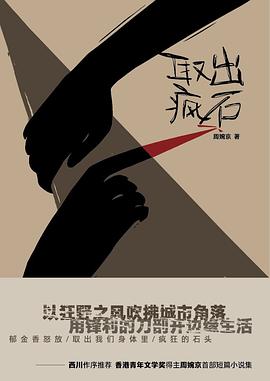 取出
疯石
周婉京 著
以狂野之风吹拂城市角落
用锋利的刀剖开边缘生活
郁金香怒放/取出我们身体里/疯狂的石头
——西川作序推荐 香港青年文学奖得主周婉京首部短篇小说集——